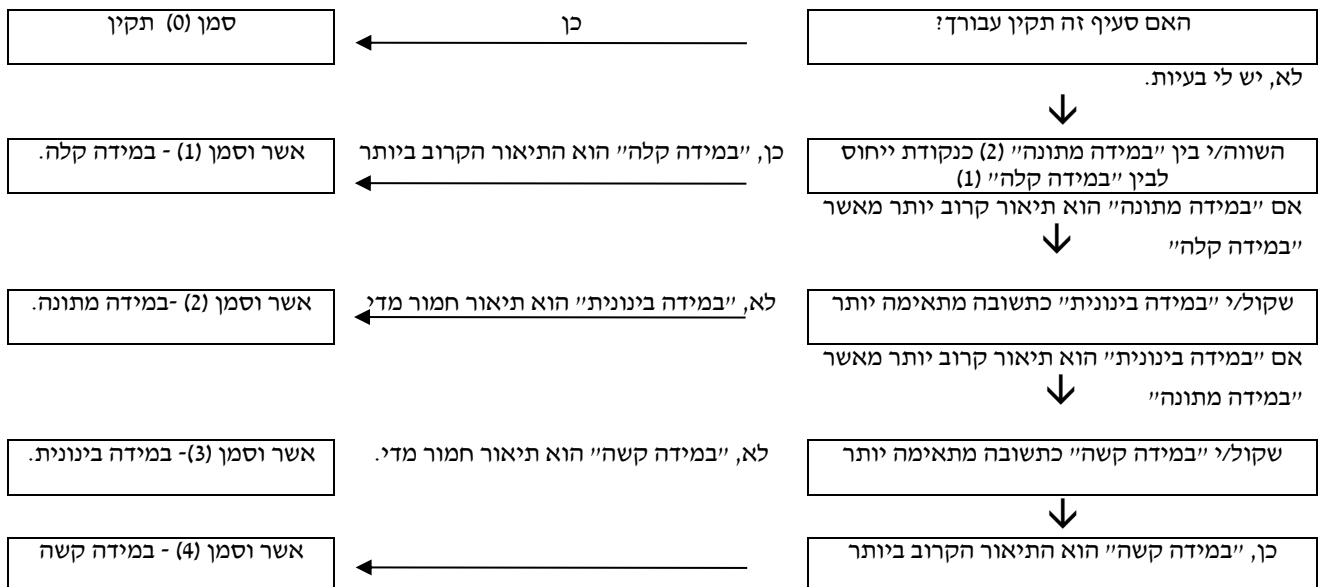 האם סעיף זה תקין עבורך?
כן
סמן (0) תקין
לא, יש לי בעיות.
השווה/י בין "במידה מתונה" (2) כנקודת ייחוס
לבין "במידה קלה" (1)
כן, "במידה קלה" הוא התיאור הקרוב ביותר
אשר וסמן (1) - במידה קלה.
אם "במידה מתונה" הוא תיאור קרוב יותר מאשר
"במידה קלה"
שקול/י "במידה בינונית" כתשובה מתאימה יותר
לא, "במידה בינונית" הוא תיאור חמור מדי
אשר וסמן (2) -במידה מתונה.
אם "במידה בינונית" הוא תיאור קרוב יותר מאשר
"במידה מתונה"
שקול/י "במידה קשה" כתשובה מתאימה יותר
לא, "במידה קשה" הוא תיאור חמור מדי.
אשר וסמן (3)- במידה בינונית.
כן, "במידה קשה" הוא התיאור הקרוב ביותר
אשר וסמן (4) - במידה קשה